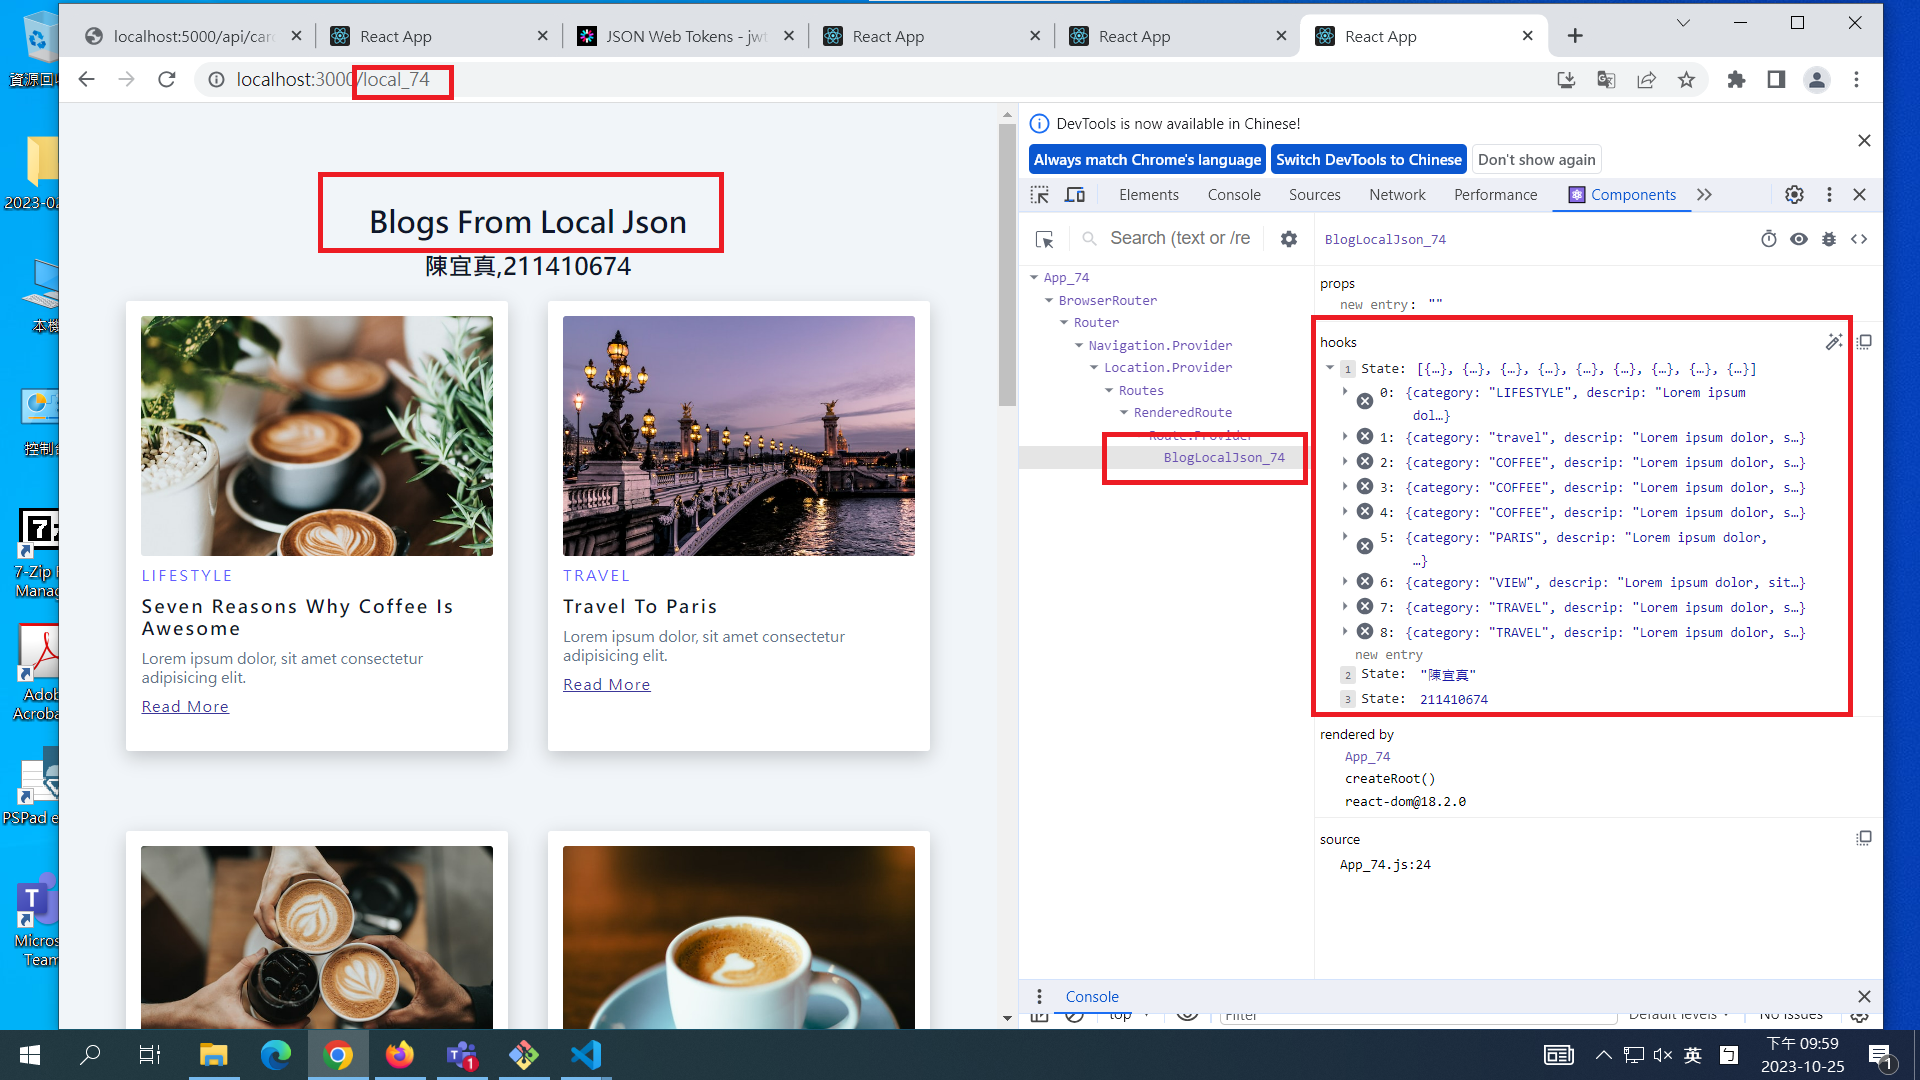 localhost:5000/api/card
React App
JSON Web Tokens - jwt
React App
React App
React App
localhost:3000/local_74
Blogs From Local Json
陳宜真,211410674
LIFESTYLE
Seven Reasons Why Coffee Is
Awesome
Lorem ipsum dolor, sit amet consectetur
adipisicing elit.
Read More
TRAVEL
Travel To Paris
Lorem ipsum dolor, sit amet consectetur
adipisicing elit.
Read More
DevTools is now available in Chinese!
Always match Chrome's language
Switch DevTools to Chinese
Don't show again
Elements
Console
Sources
Network
Performance
Components
Search (text or /re
App_74
BrowserRouter
Router
Navigation.Provider
Location.Provider
Routes
RenderedRoute
Route.Provider
BlogLocalJson_74
BlogLocalJson_74
props
new entry: ""
hooks
1 State: [{…}, {…}, {…}, {…}, {…}, {…}, {…}, {…}, {…}]
0: {category: "LIFESTYLE", descrip: "Lorem ipsum
dol…}
1: {category: "travel", descrip: "Lorem ipsum dolor, s…}
2: {category: "COFFEE", descrip: "Lorem ipsum dolor, s…}
3: {category: "COFFEE", descrip: "Lorem ipsum dolor, s…}
4: {category: "COFFEE", descrip: "Lorem ipsum dolor, s…}
5: {category: "PARIS", descrip: "Lorem ipsum dolor,
…}
6: {category: "VIEW", descrip: "Lorem ipsum dolor, sit…}
7: {category: "TRAVEL", descrip: "Lorem ipsum dolor, s…}
8: {category: "TRAVEL", descrip: "Lorem ipsum dolor, s…}
new entry
2 State: "陳宜真"
3 State: 211410674
rendered by
App_74
createRoot()
react-dom@18.2.0
source
App_74.js:24
Console
top
Filter
Default levels
No Issues
資源回收
2023-02
本機
控制台
7-Zip F
Manag
Adob
Acroba
PSPad e
Micros
Team
1
英
下午 09:59
2023-10-25
1